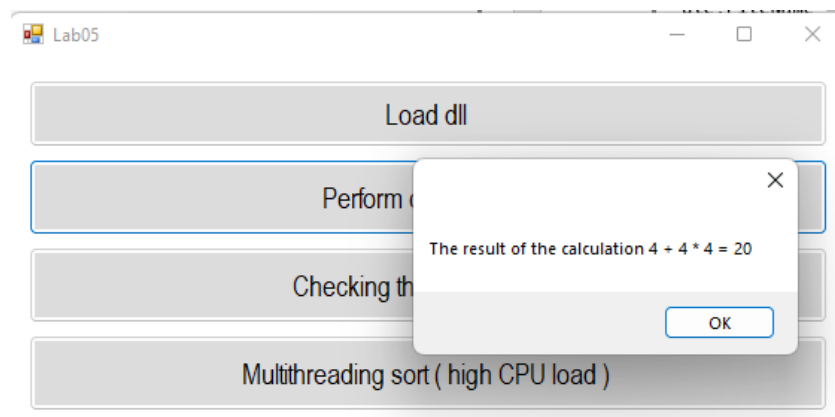 Lab05
Load dll
Perform
The result of the calculation 4 + 4 * 4 = 20
Checking th
OK
Multithreading sort ( high CPU load )